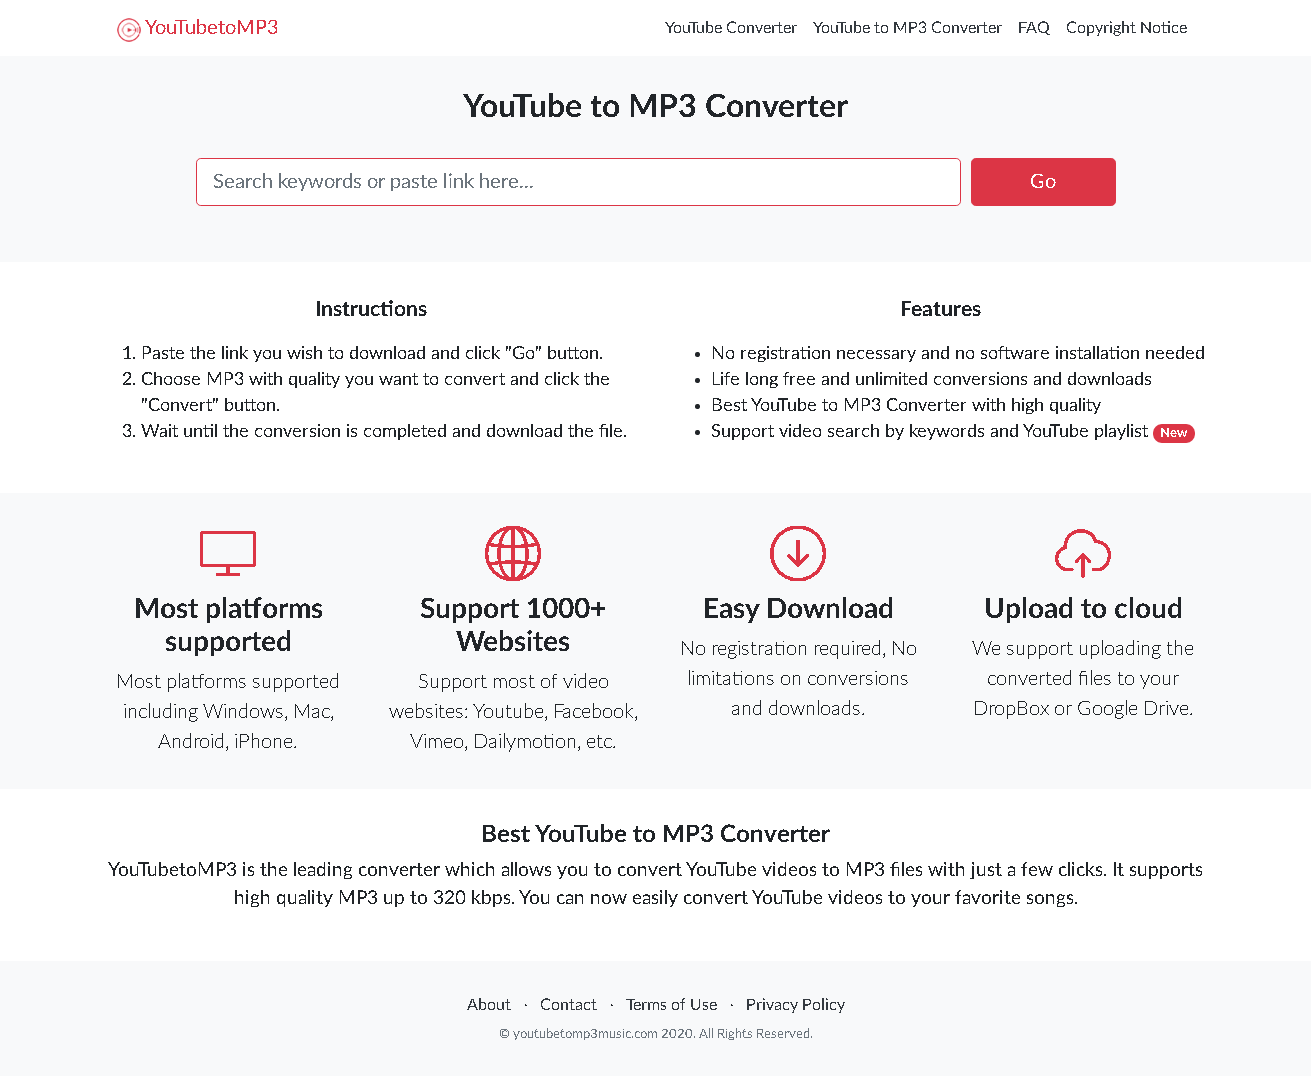 YouTubetoMP3
YouTube Converter
YouTube to MP3 Converter
FAQ
Copyright Notice
YouTube to MP3 Converter
Search keywords or paste link here...
Go
Instructions
1. Paste the link you wish to download and click "Go" button.
2. Choose MP3 with quality you want to convert and click the
"Convert" button.
3. Wait until the conversion is completed and download the file.
Features
• No registration necessary and no software installation needed
• Life long free and unlimited conversions and downloads
• Best YouTube to MP3 Converter with high quality
• Support video search by keywords and YouTube playlist New
Most platforms
supported
Most platforms supported
including Windows, Mac,
Android, iPhone.
Support 1000+
Websites
Support most of video
websites: Youtube, Facebook,
Vimeo, Dailymotion, etc.
Easy Download
No registration required, No
limitations on conversions
and downloads.
Upload to cloud
We support uploading the
converted files to your
DropBox or Google Drive.
Best YouTube to MP3 Converter
YouTubetoMP3 is the leading converter which allows you to convert YouTube videos to MP3 files with just a few clicks. It supports
high quality MP3 up to 320 kbps. You can now easily convert YouTube videos to your favorite songs.
About · Contact · Terms of Use · Privacy Policy
© youtubetomp3music.com 2020. All Rights Reserved.